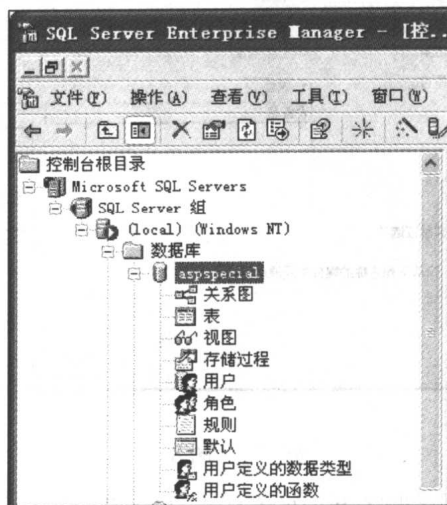 SQL Server Enterprise Manager - [控..
文件(F) 操作(A) 查看(V) 工具(T) 窗口(W)
控制台根目录
Microsoft SQL Servers
SQL Server 组
(local) (Windows NT)
数据库
aspspecial
关系图
表
视图
存储过程
用户
角色
规则
默认
用户定义的数据类型
用户定义的函数